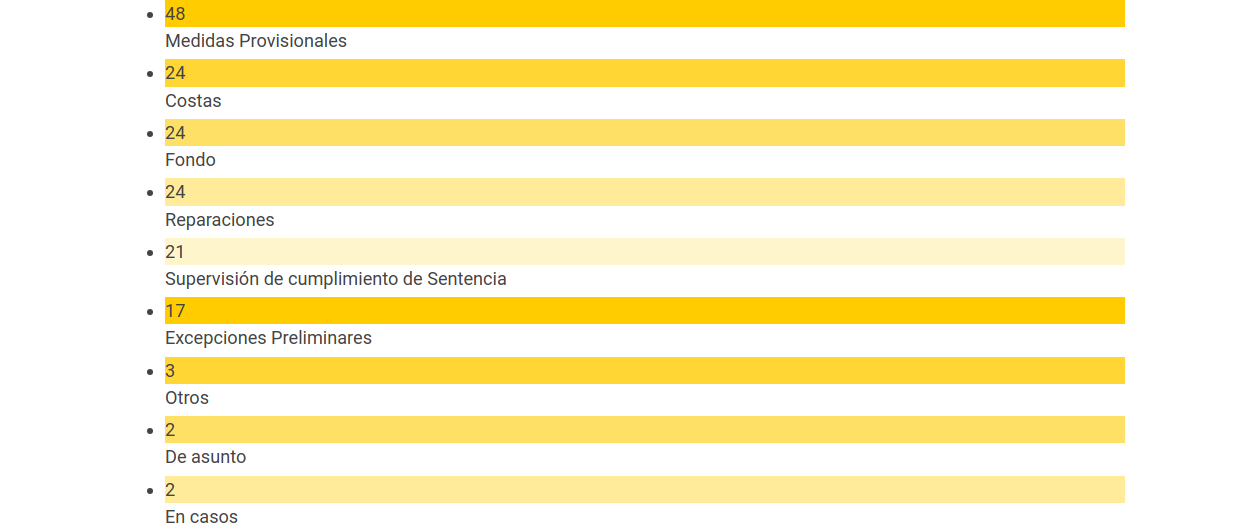 48
Medidas Provisionales
24
Costas
24
Fondo
24
Reparaciones
21
Supervisión de cumplimiento de Sentencia
17
Excepciones Preliminares
3
Otros
2
De asunto
2
En casos